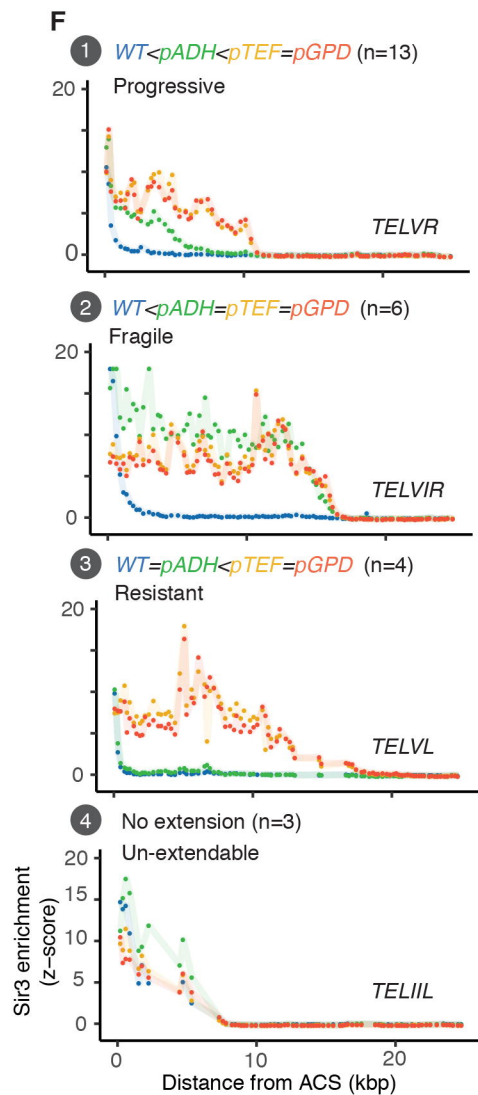 F
1 WT<pADH<pTEF=pGPD (n=13)
20
Progressive
TELVR
0
2 WT<pADH=pTEF=pGPD (n=6)
Fragile
20
TELVIR
0
3 WT=pADH<pTEF=pGPD (n=4)
Resistant
20
TELVL
0
4 No extension (n=3)
Un-extendable
20
15
10
5
0
Sir3 enrichment
(z−score)
TELIIL
0 10 20
Distance from ACS (kbp)